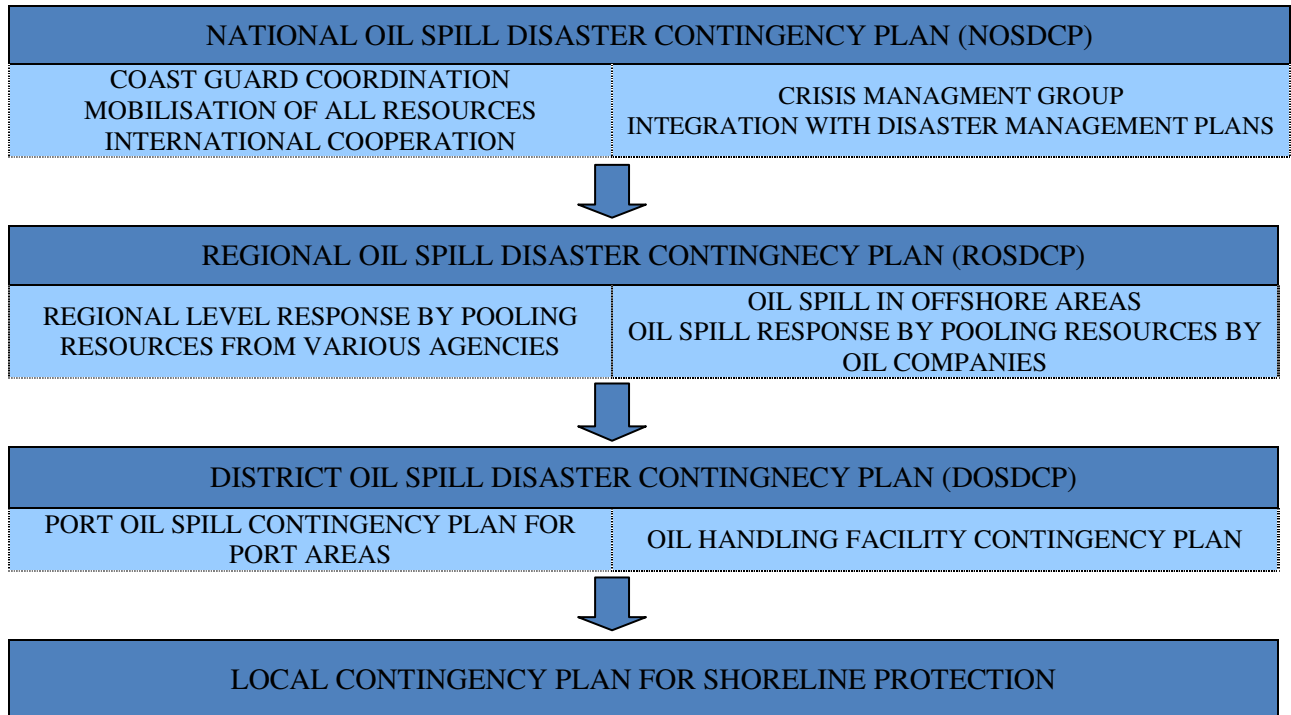 NATIONAL OIL SPILL DISASTER CONTINGENCY PLAN (NOSDCP)
COAST GUARD COORDINATION
MOBILISATION OF ALL RESOURCES
INTERNATIONAL COOPERATION
CRISIS MANAGMENT GROUP
INTEGRATION WITH DISASTER MANAGEMENT PLANS
REGIONAL OIL SPILL DISASTER CONTINGNECY PLAN (ROSDCP)
REGIONAL LEVEL RESPONSE BY POOLING
RESOURCES FROM VARIOUS AGENCIES
OIL SPILL IN OFFSHORE AREAS
OIL SPILL RESPONSE BY POOLING RESOURCES BY
OIL COMPANIES
DISTRICT OIL SPILL DISASTER CONTINGNECY PLAN (DOSDCP)
PORT OIL SPILL CONTINGENCY PLAN FOR
PORT AREAS
OIL HANDLING FACILITY CONTINGENCY PLAN
LOCAL CONTINGENCY PLAN FOR SHORELINE PROTECTION